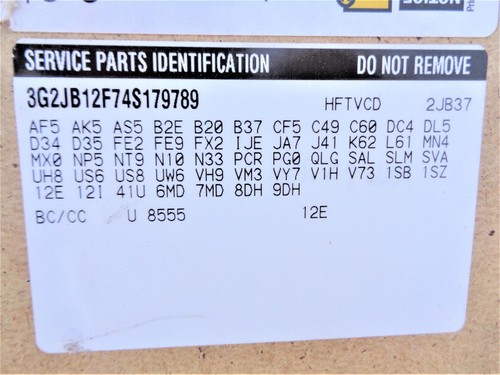 NOTICE
SERVICE PARTS IDENTIFICATION DO NOT REMOVE
3G2JB12F74S179789 HFTVCD 2JB37
AF5 AK5 AS5 B2E B20 B37 CF5 C49 C60 DC4 DL5
D34 D35 FE2 FE9 FX2 IJE JA7 J41 K62 L61 MN4
MX0 NP5 NT9 N10 N33 PCR PG0 QLG SAL SLM SVA
UH8 US6 US8 UW6 VH9 VM3 VY7 V1H V73 1SB 1SZ
12E 12I 41U 6MD 7MD 8DH 9DH
BC/CC U 8555 12E